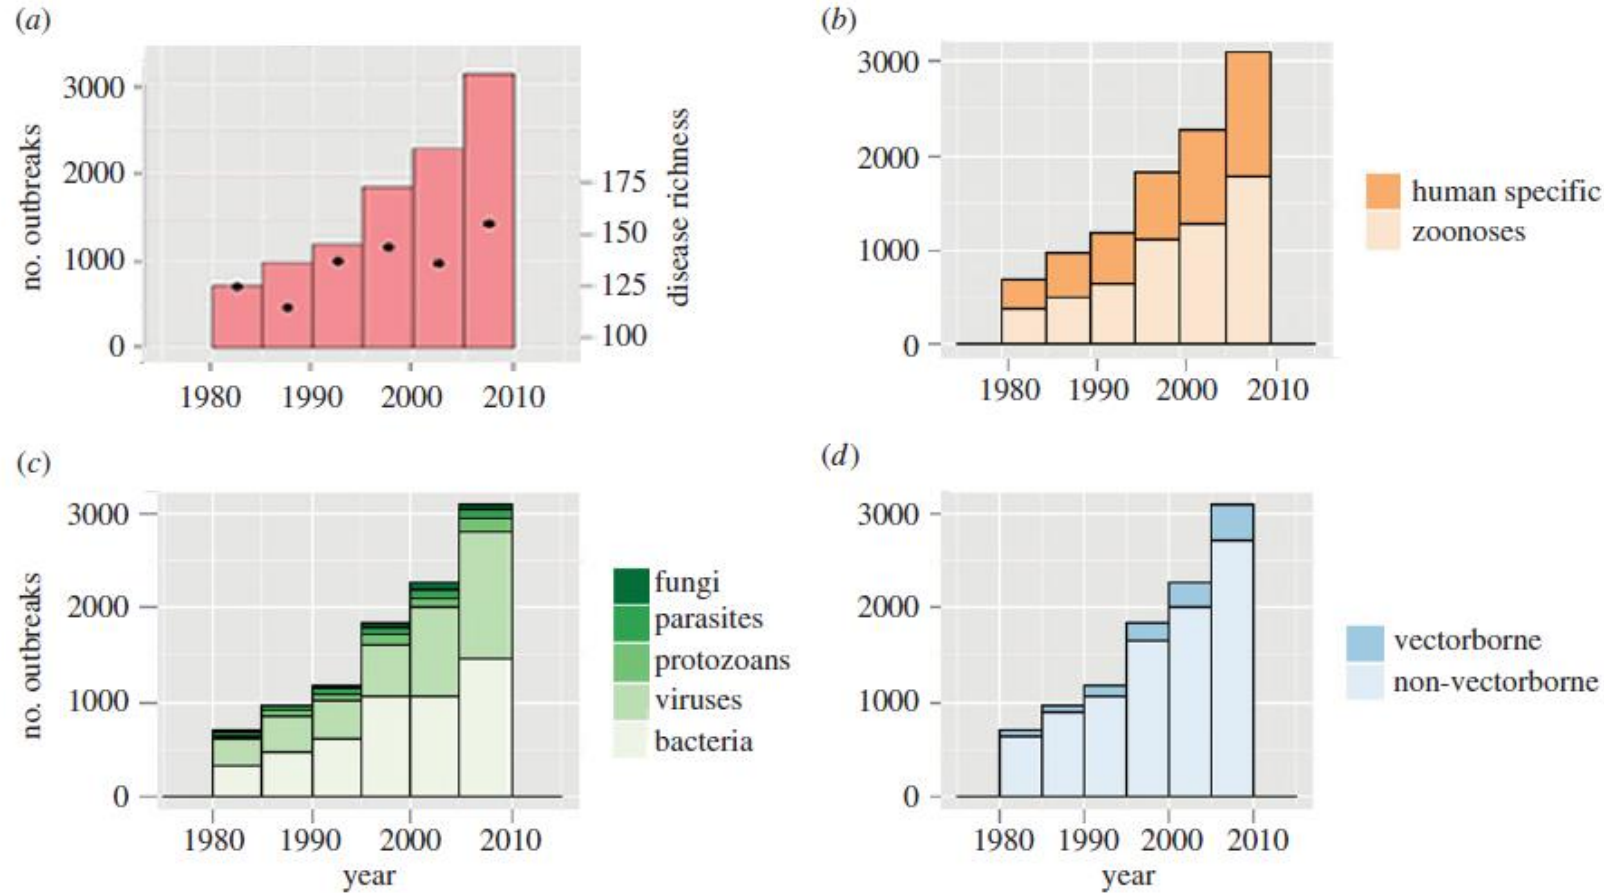 (a)
no. outbreaks
3000
2000
1000
0
175
150
125
100
disease richness
1980 1990 2000 2010
(b)
3000
2000
1000
0
1980 1990 2000 2010
human specific
zoonoses
(c)
no. outbreaks
3000
2000
1000
0
1980 1990 2000 2010
year
fungi
parasites
protozoans
viruses
bacteria
(d)
3000
2000
1000
0
1980 1990 2000 2010
year
vectorborne
non-vectorborne